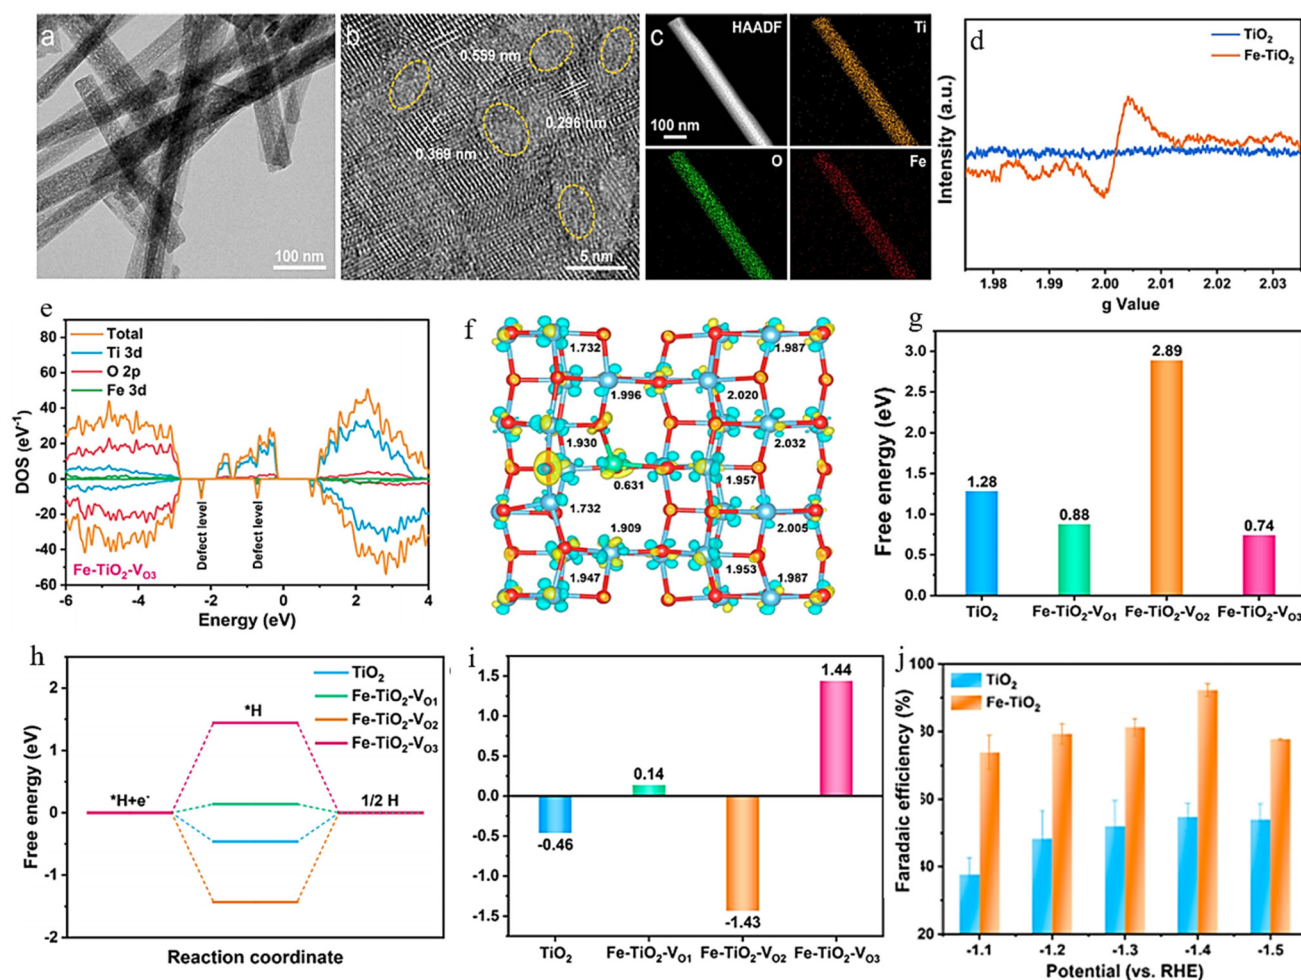 a
100 nm
b
0.559 nm
0.296 nm
0.369 nm
5 nm
c
HAADF
Ti
100 nm
O
Fe
d
TiO2
Fe-TiO2
Intensity (a.u.)
1.98 1.99 2.00 2.01 2.02 2.03
g Value
e
Total
Ti 3d
O 2p
Fe 3d
DOS (eV-1)
80
60
40
20
0
-20
-40
-60
Defect level
Defect level
Fe-TiO2-VO3
-6 -4 -2 0 2 4
Energy (eV)
f
1.732
1.987
1.996
2.020
1.930
2.032
0.631
1.957
1.732
1.909
2.005
1.953
1.947
1.987
g
Free energy (eV)
3.0
2.5
2.0
1.5
1.0
0.5
0.0
1.28
0.88
2.89
0.74
TiO2 Fe-TiO2-VO1 Fe-TiO2-VO2 Fe-TiO2-VO3
h
TiO2
Fe-TiO2-VO1
Fe-TiO2-VO2
Fe-TiO2-VO3
Free energy (eV)
2
1
0
-1
-2
*H
*H+e-
1/2 H
Reaction coordinate
i
1.5
1.0
0.5
0.0
-0.5
-1.0
-1.5
-0.46
0.14
-1.43
1.44
TiO2 Fe-TiO2-VO1 Fe-TiO2-VO2 Fe-TiO2-VO3
j
TiO2
Fe-TiO2
Faradaic efficiency (%)
100
80
60
40
20
-1.1 -1.2 -1.3 -1.4 -1.5
Potential (vs. RHE)